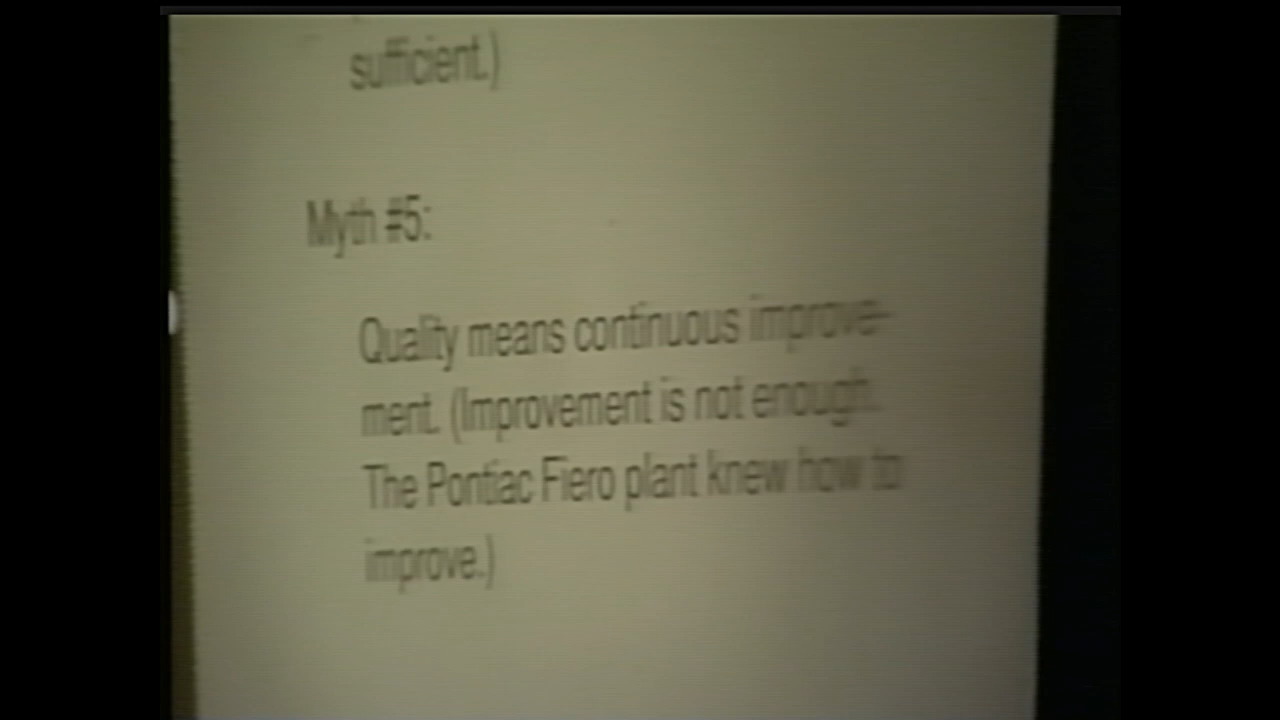 sufficient.)
Myth #5:
Quality means continuous improve-
ment. (Improvement is not enough.
The Pontiac Fiero plant knew how to
improve.)